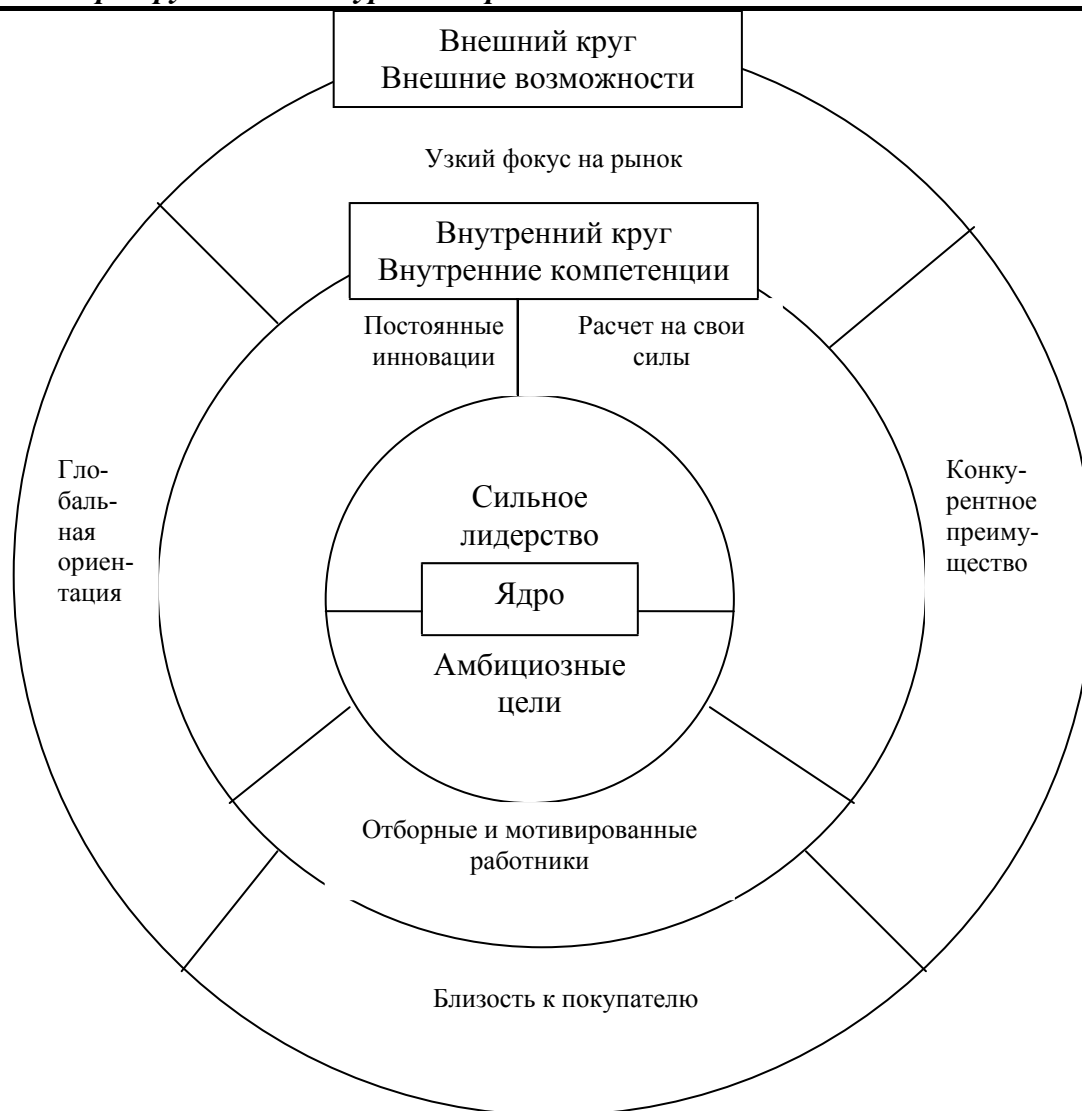 Внешний круг
Внешние возможности
Узкий фокус на рынок
Внутренний круг
Внутренние компетенции
Постоянные
инновации
Расчет на свои
силы
Гло-
баль-
ная
ориен-
тация
Сильное
лидерство
Ядро
Амбициозные
цели
Конку-
рентное
преиму-
щество
Отборные и мотивированные
работники
Близость к покупателю